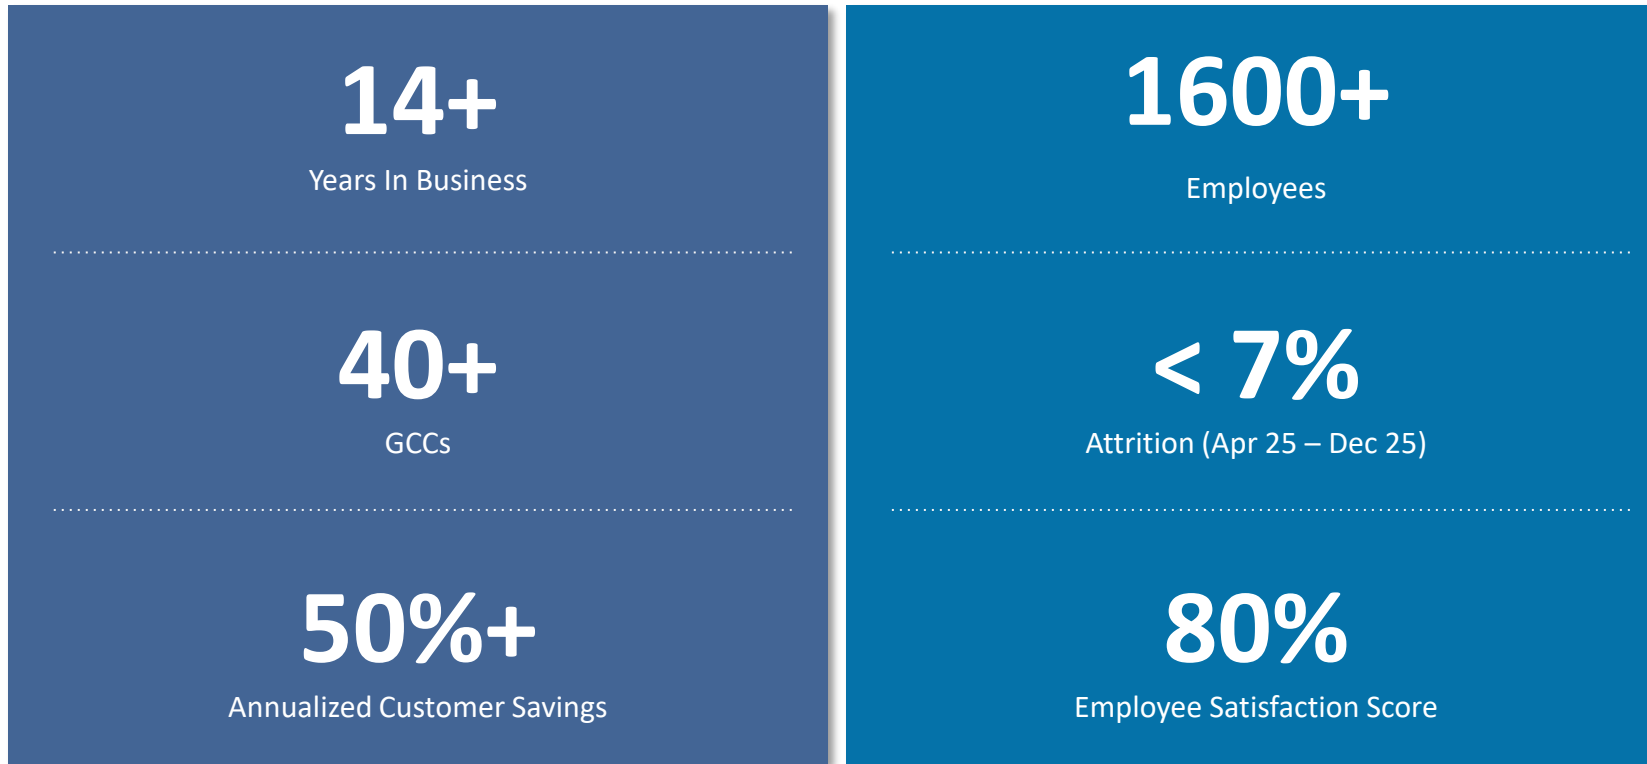 14+
Years In Business
40+
GCCs
50%+
Annualized Customer Savings
1600+
Employees
< 7%
Attrition (Apr 25 – Dec 25)
80%
Employee Satisfaction Score